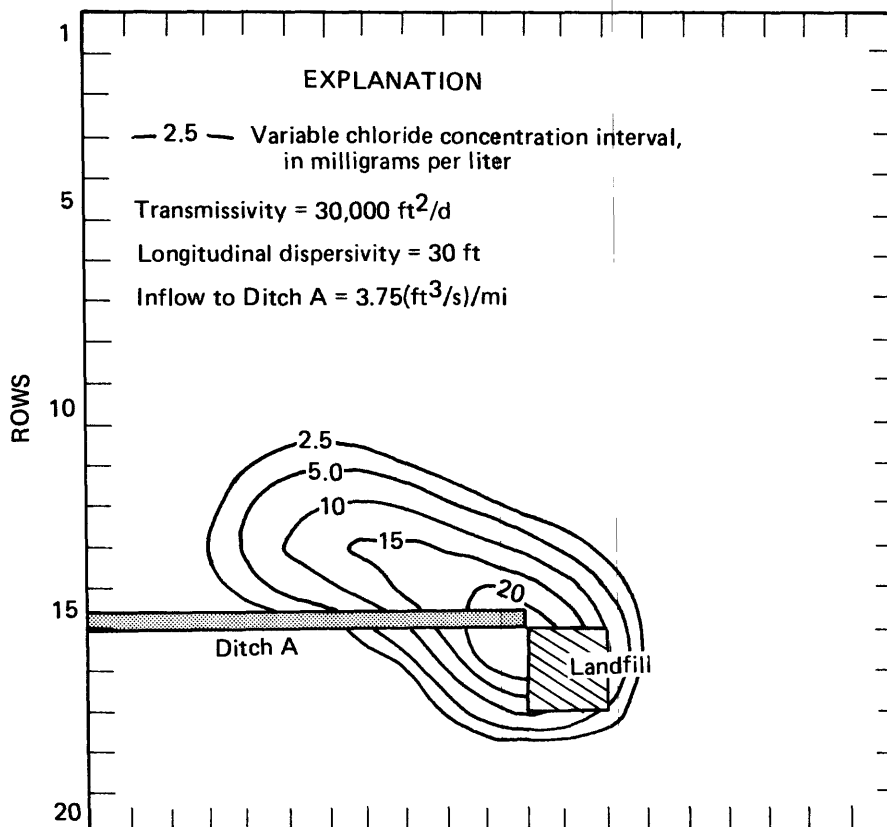 1
EXPLANATION
— 2.5 — Variable chloride concentration interval,
in milligrams per liter
5
Transmissivity = 30,000 ft²/d
Longitudinal dispersivity = 30 ft
Inflow to Ditch A = 3.75(ft³/s)/mi
ROWS
10
2.5
5.0
10
15
20
15
Ditch A
Landfill
20